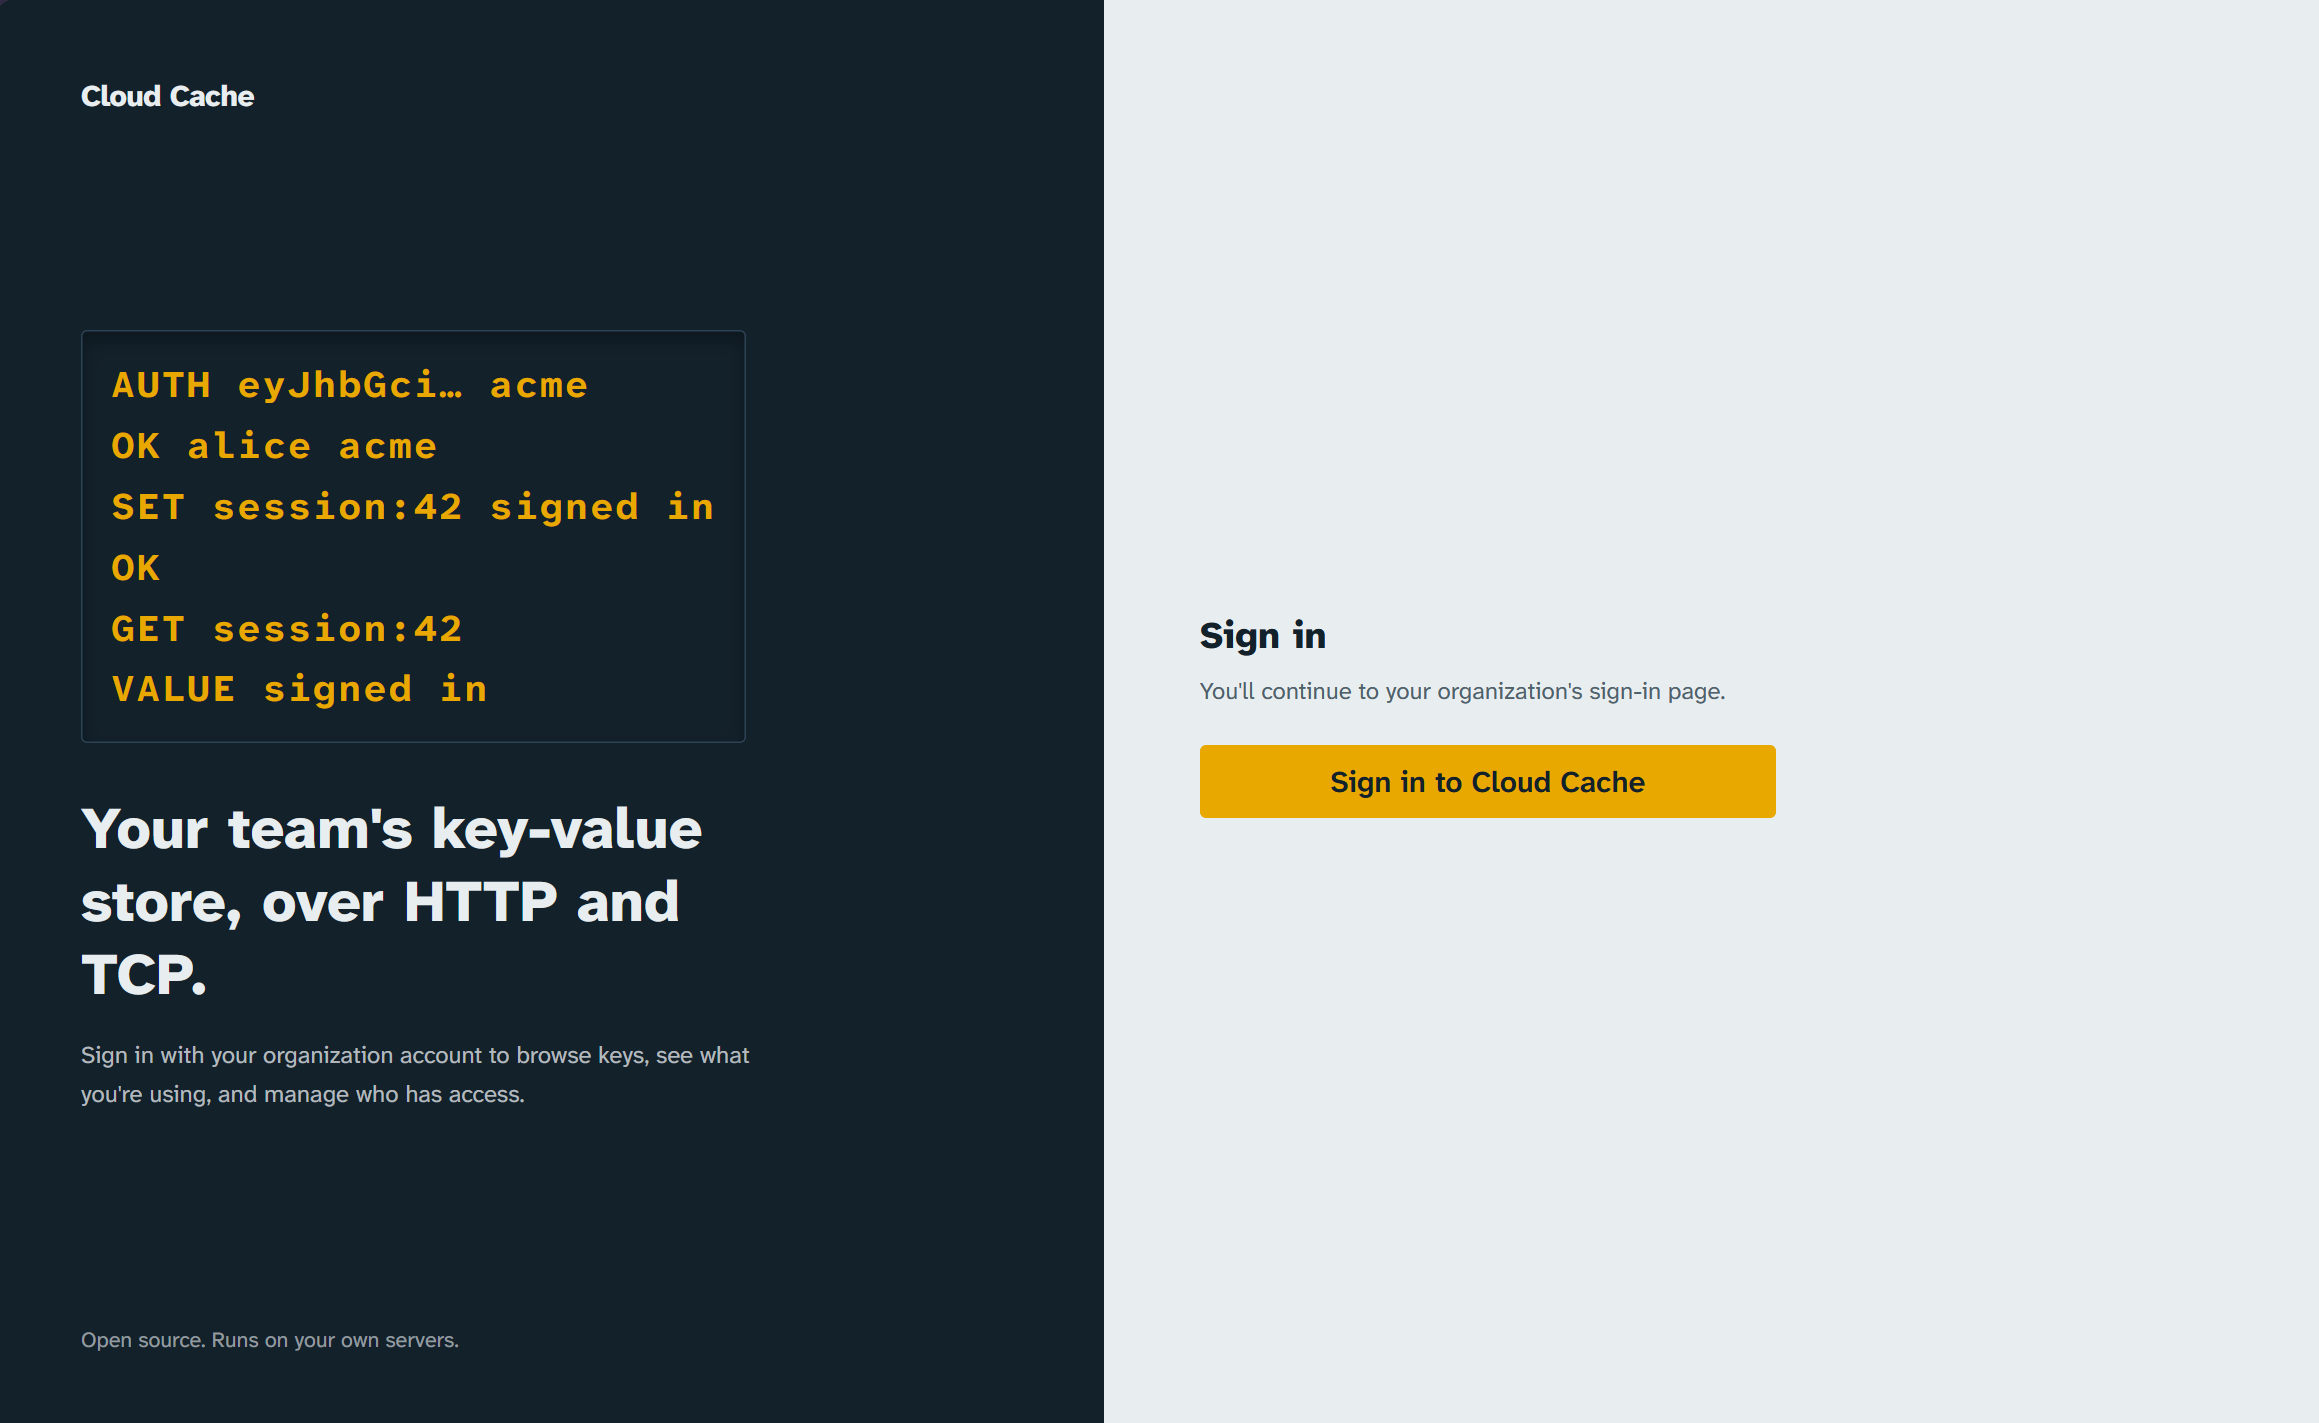 Cloud Cache
AUTH eyJhbGci… acme
OK alice acme
SET session:42 signed in
OK
GET session:42
VALUE signed in
Your team's key-value
store, over HTTP and
TCP.
Sign in with your organization account to browse keys, see what
you're using, and manage who has access.
Open source. Runs on your own servers.
Sign in
You'll continue to your organization's sign-in page.
Sign in to Cloud Cache